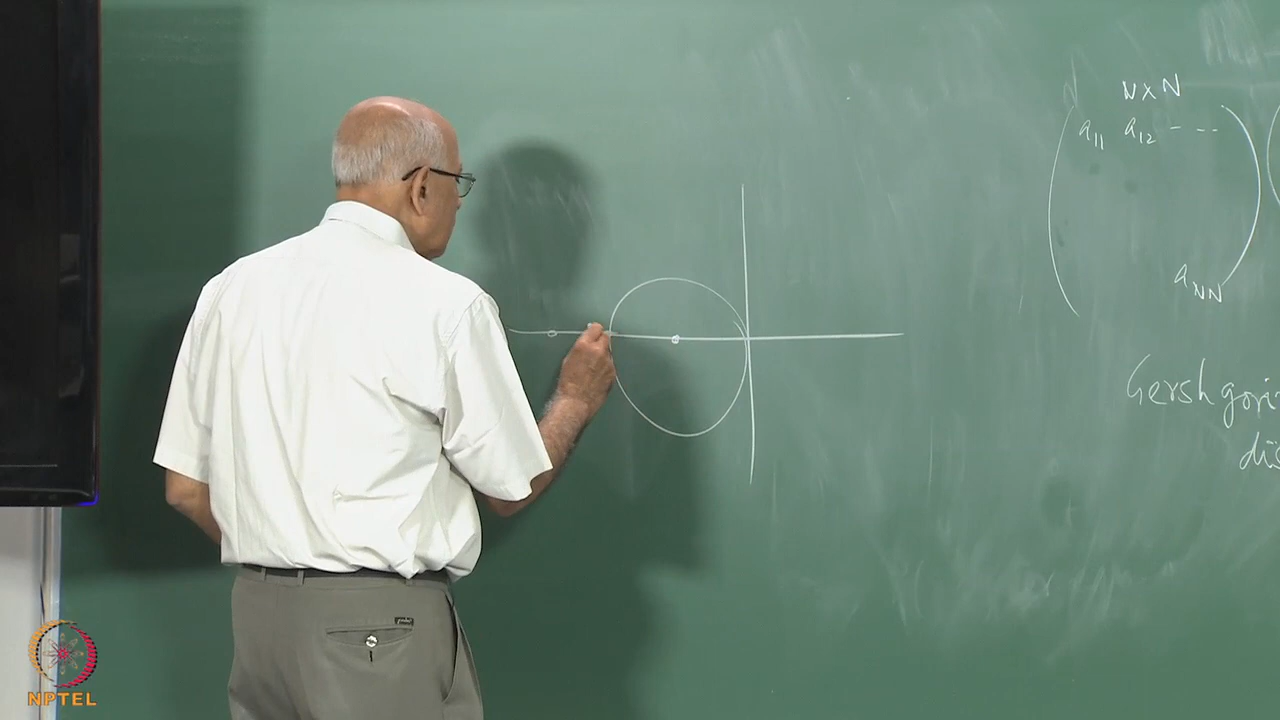 N×N
a₁₁ a₁₂ - - -
aNN
Gershgori
dis
NPTEL